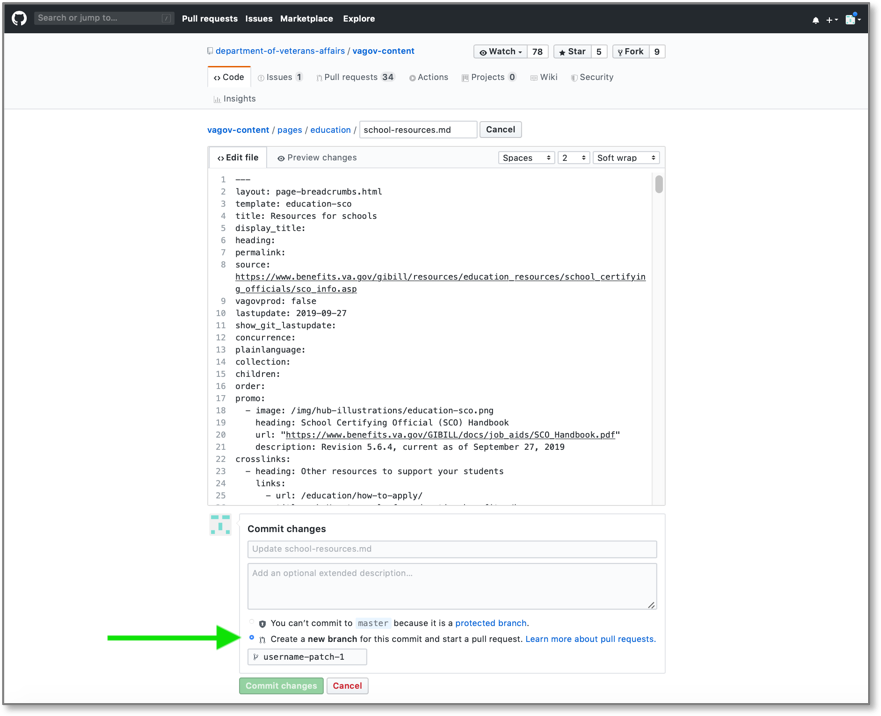 Search or jump to... / Pull requests Issues Marketplace Explore
department-of-veterans-affairs / vagov-content Watch 78 Star 5 Fork 9
Code Issues 1 Pull requests 34 Actions Projects 0 Wiki Security
Insights
vagov-content / pages / education / school-resources.md Cancel
Edit file Preview changes Spaces 2 Soft wrap
1 ---
2 layout: page-breadcrumbs.html
3 template: education-sco
4 title: Resources for schools
5 display_title:
6 heading:
7 permalink:
8 source:
https://www.benefits.va.gov/gibill/resources/education_resources/school_certifyin
g_officials/sco_info.asp
9 vagovprod: false
10 lastupdate: 2019-09-27
11 show_git_lastupdate:
12 concurrence:
13 plainlanguage:
14 collection:
15 children:
16 order:
17 promo:
18 - image: /img/hub-illustrations/education-sco.png
19 heading: School Certifying Official (SCO) Handbook
20 url: "https://www.benefits.va.gov/GIBILL/docs/job_aids/SCO_Handbook.pdf"
21 description: Revision 5.6.4, current as of September 27, 2019
22 crosslinks:
23 - heading: Other resources to support your students
24 links:
25 - url: /education/how-to-apply/
Commit changes
Update school-resources.md
Add an optional extended description...
You can't commit to master because it is a protected branch.
Create a new branch for this commit and start a pull request. Learn more about pull requests.
username-patch-1
Commit changes Cancel